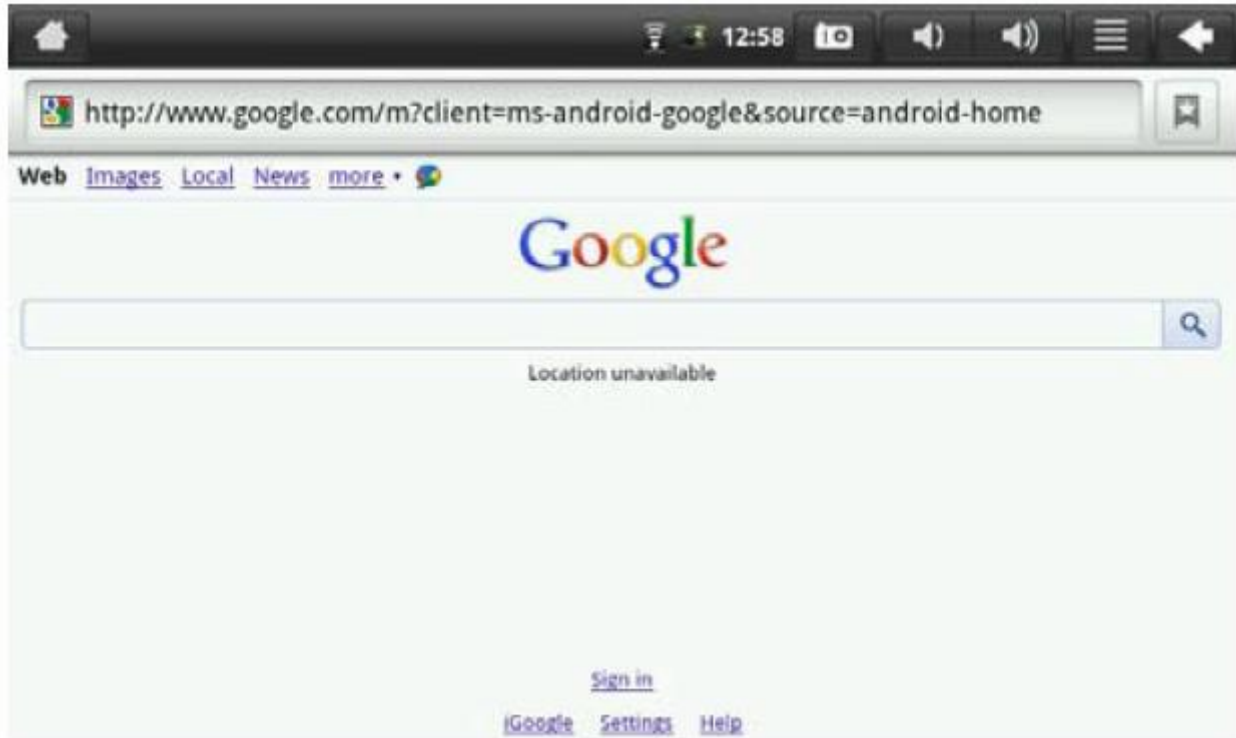 12:58
http://www.google.com/m?client=ms-android-google&source=android-home
Web Images Local News more
Google
Location unavailable
Sign in
iGoogle Settings Help